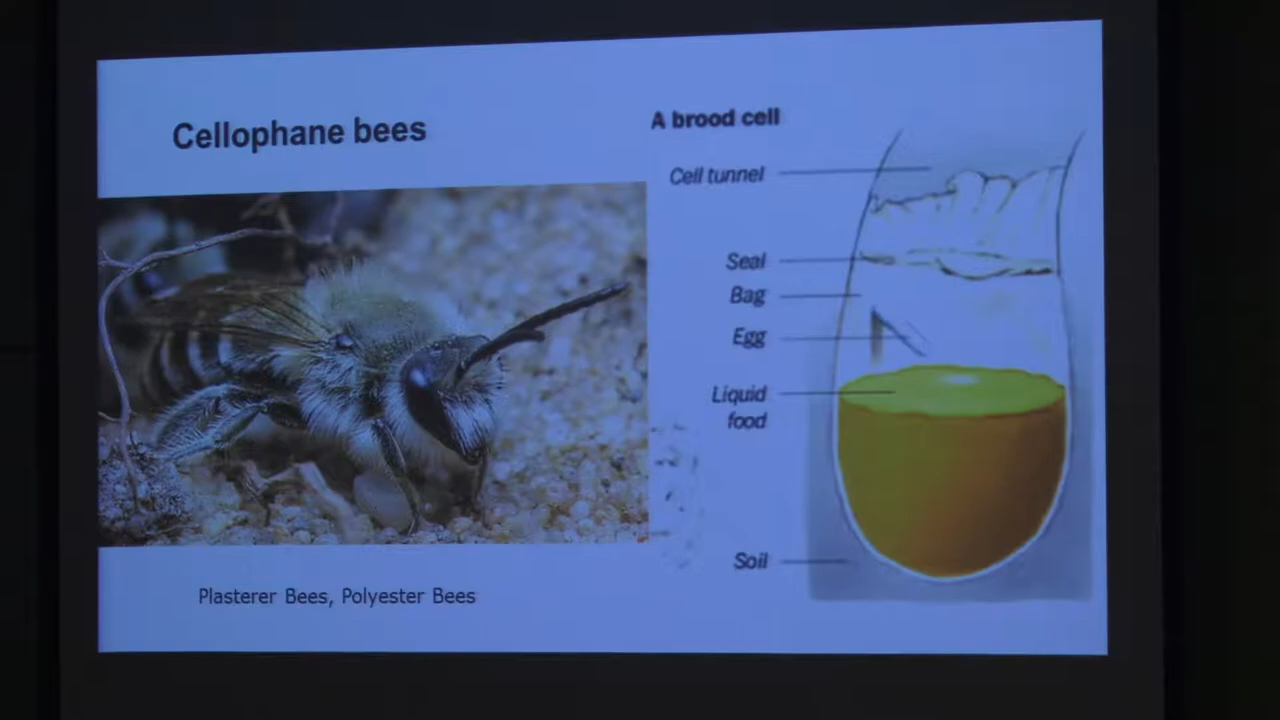 Cellophane bees
A brood cell
Cell tunnel
Seal
Bag
Egg
Liquid
food
Soil
Plasterer Bees, Polyester Bees